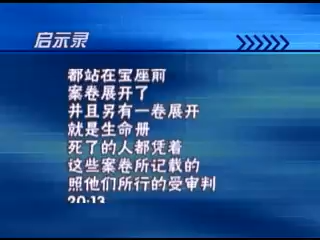 启示录
都站在宝座前
案卷展开了
并且另有一卷展开
就是生命册
死了的人都凭着
这些案卷所记载的
照他们所行的受审判
20:13